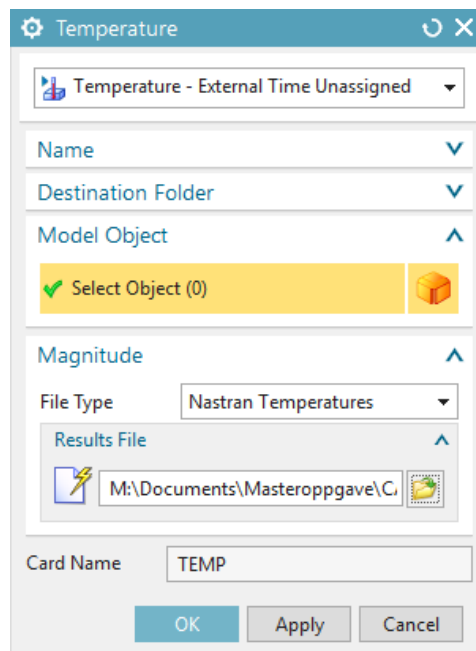 Temperature
Temperature - External Time Unassigned
Name
Destination Folder
Model Object
Select Object (0)
Magnitude
File Type Nastran Temperatures
Results File
M:\Documents\Masteroppgave\C
Card Name TEMP
OK Apply Cancel